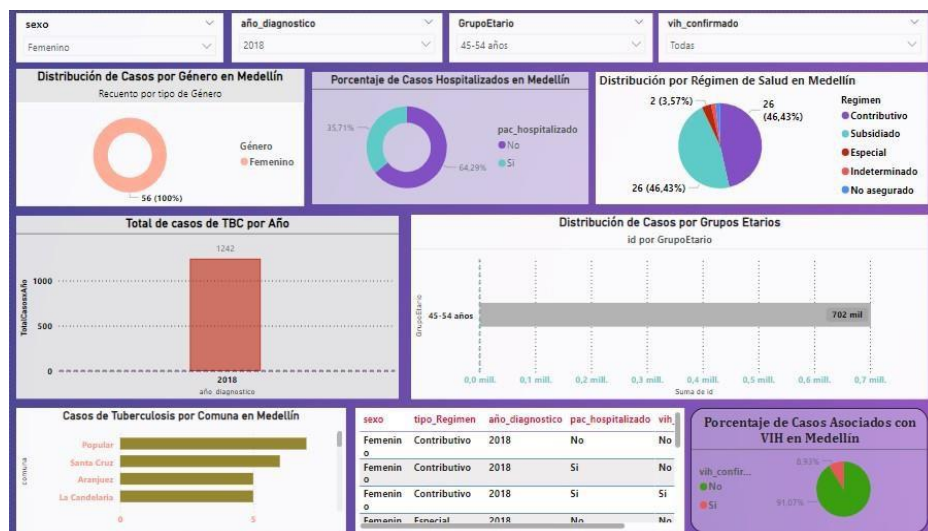 sexo
Femenino
año_diagnostico
2018
GrupoEtario
45-54 años
vih_confirmado
Todas
Distribución de Casos por Género en Medellín
Recuento por tipo de Género
Género
Femenino
56 (100%)
Porcentaje de Casos Hospitalizados en Medellín
35,71%
64,29%
pac_hospitalizado
No
Si
Distribución por Régimen de Salud en Medellín
2 (3,57%)
26
(46,43%)
26 (46,43%)
Regimen
Contributivo
Subsidiado
Especial
Indeterminado
No asegurado
Total de casos de TBC por Año
1242
TotalCasosxAño
1000
500
0
2018
año_diagnostico
Distribución de Casos por Grupos Etarios
id por GrupoEtario
GrupoEtario
45-54 años
702 mil
0,0 mill. 0,1 mill. 0,2 mill. 0,3 mill. 0,4 mill. 0,5 mill. 0,6 mill. 0,7 mill.
Suma de id
Casos de Tuberculosis por Comuna en Medellín
comuna
Popular
Santa Cruz
Aranjuez
La Candelaria
0 5
sexo tipo_Regimen año_diagnostico pac_hospitalizado vih_
Femenin Contributivo 2018 No No
o
Femenin Contributivo 2018 Si No
o
Femenin Contributivo 2018 Si Si
o
Femenin Especial 2018 No No
Porcentaje de Casos Asociados con
VIH en Medellín
vih_confir...
No
Si
8,93%
91,07%